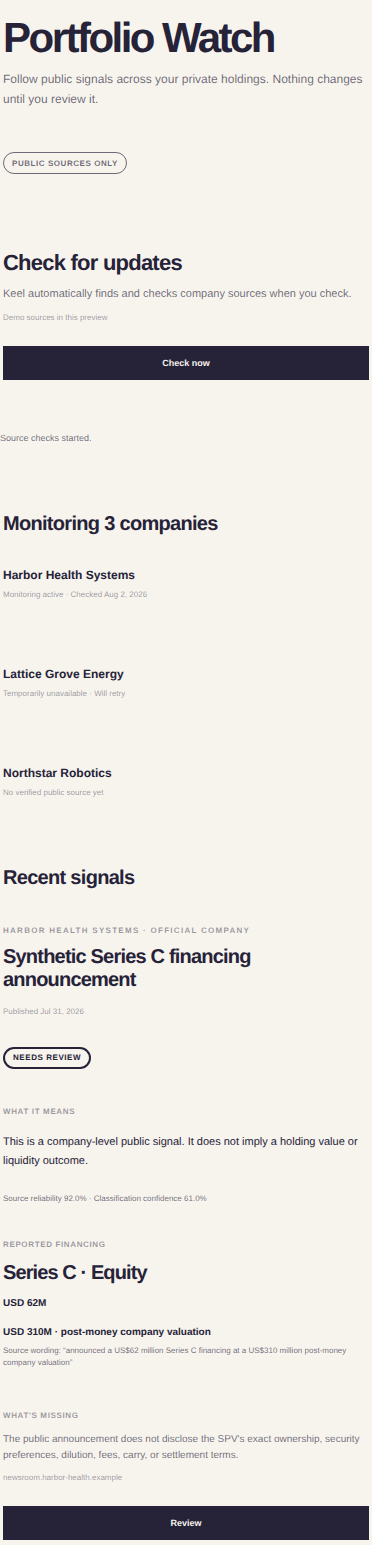 Portfolio Watch
Follow public signals across your private holdings. Nothing changes
until you review it.
PUBLIC SOURCES ONLY
Check for updates
Keel automatically finds and checks company sources when you check.
Demo sources in this preview
Check now
Source checks started.
Monitoring 3 companies
Harbor Health Systems
Monitoring active · Checked Aug 2, 2026
Lattice Grove Energy
Temporarily unavailable · Will retry
Northstar Robotics
No verified public source yet
Recent signals
HARBOR HEALTH SYSTEMS · OFFICIAL COMPANY
Synthetic Series C financing
announcement
Published Jul 31, 2026
NEEDS REVIEW
WHAT IT MEANS
This is a company-level public signal. It does not imply a holding value or
liquidity outcome.
Source reliability 92.0% · Classification confidence 61.0%
REPORTED FINANCING
Series C · Equity
USD 62M
USD 310M · post-money company valuation
Source wording: “announced a US$62 million Series C financing at a US$310 million post-money
company valuation”
WHAT'S MISSING
The public announcement does not disclose the SPV's exact ownership, security
preferences, dilution, fees, carry, or settlement terms.
newsroom.harbor-health.example
Review